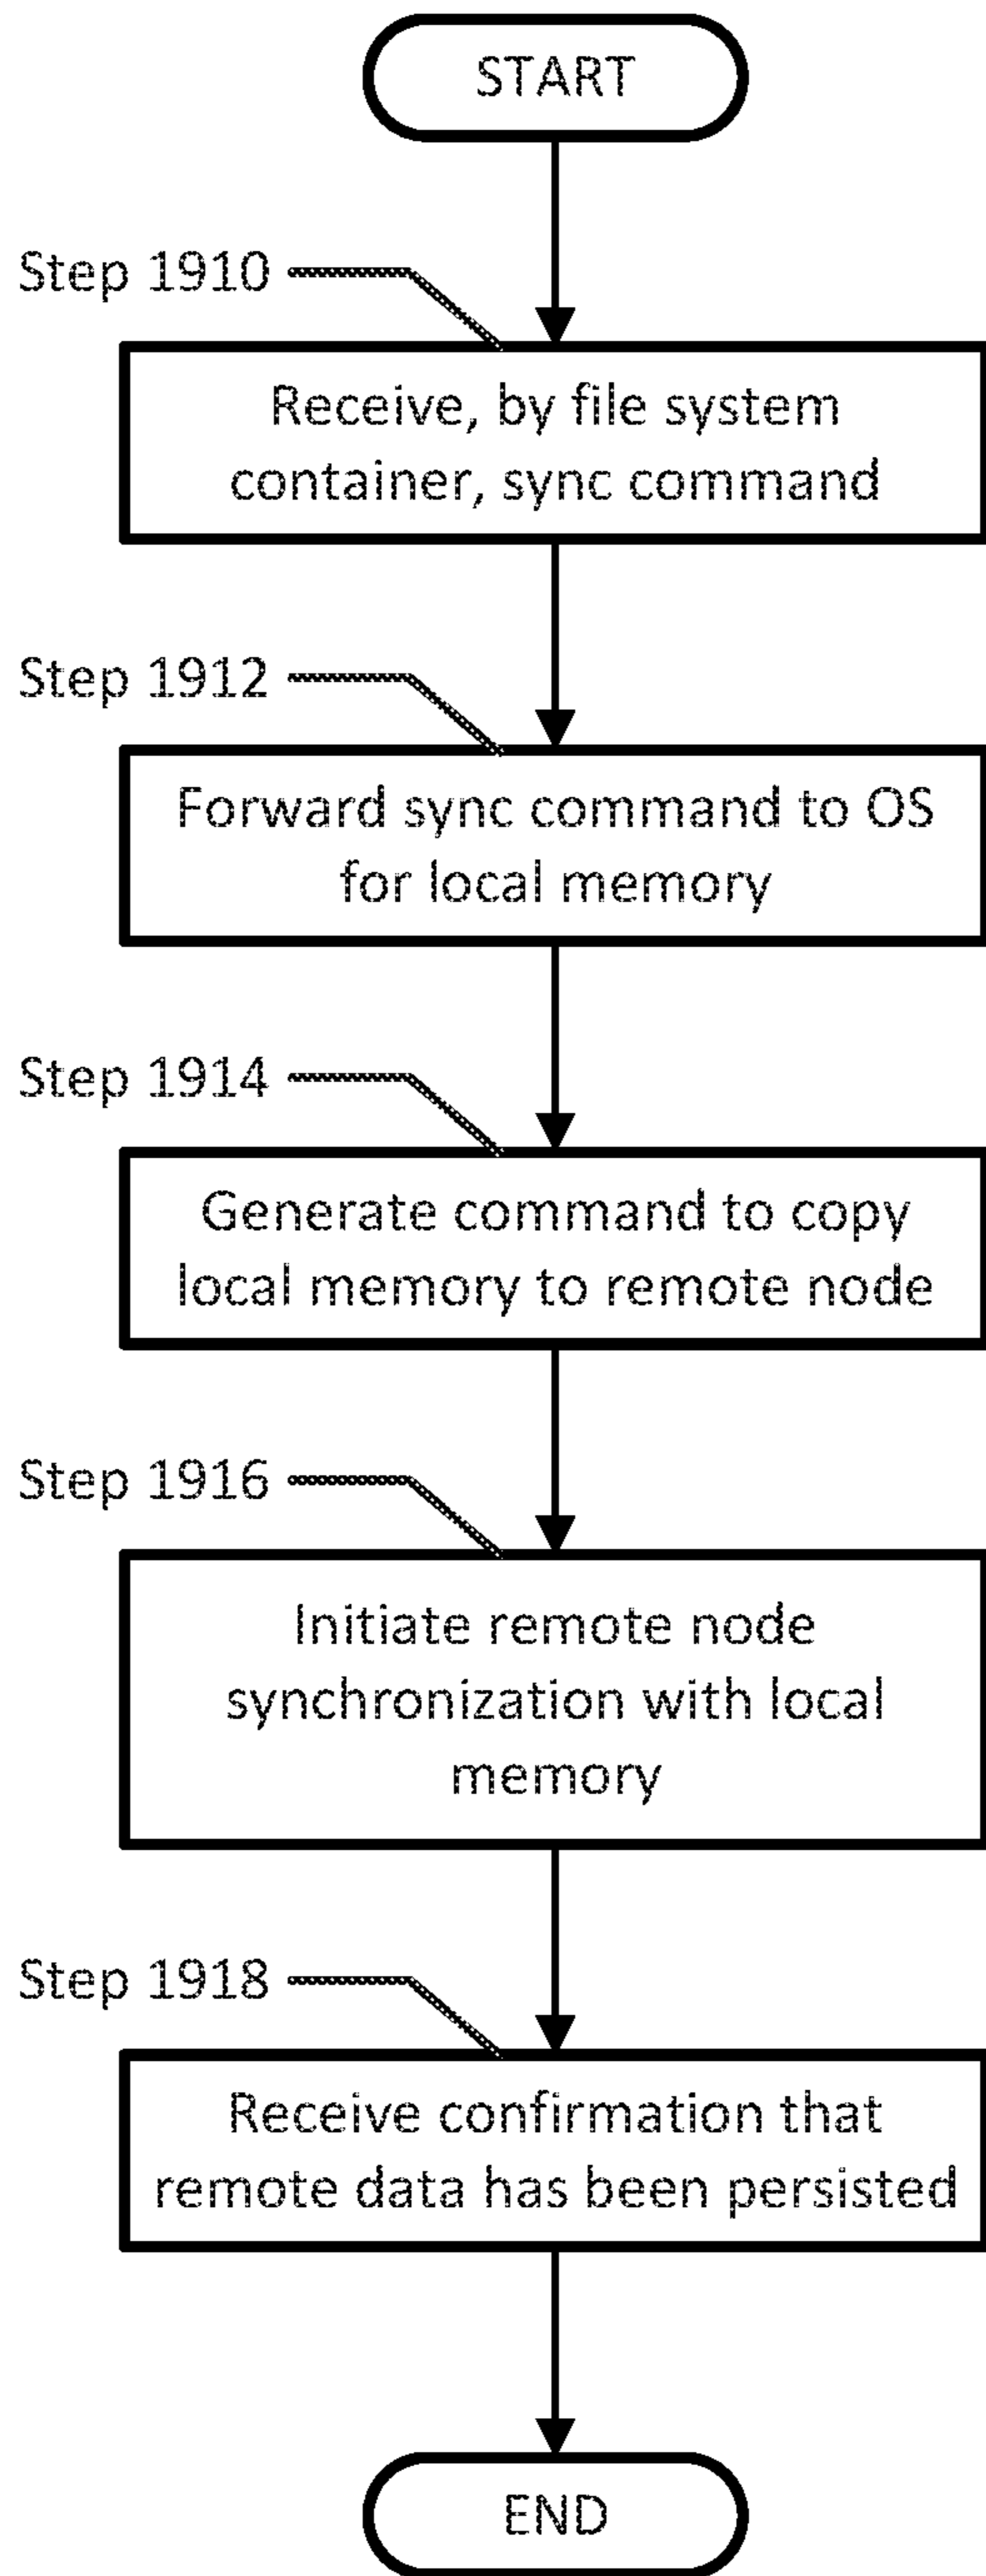 START
Step 1910
Receive, by file system
container, sync command
Step 1912
Forward sync command to OS
for local memory
Step 1914
Generate command to copy
local memory to remote node
Step 1916
Initiate remote node
synchronization with local
memory
Step 1918
Receive confirmation that
remote data has been persisted
END